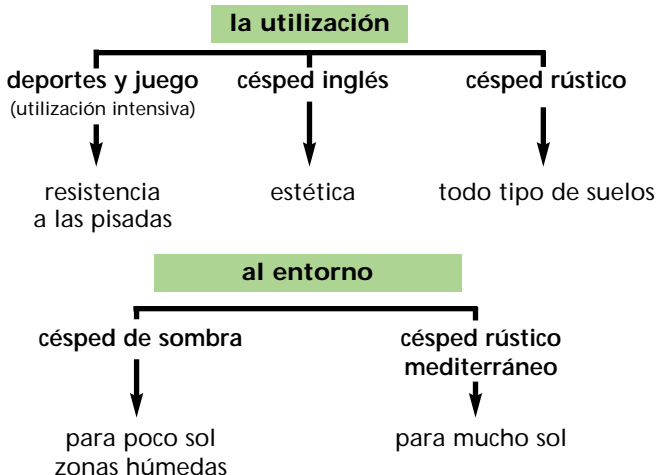 la utilización
deportes y juego
(utilización intensiva)
césped inglés
césped rústico
resistencia
a las pisadas
estética
todo tipo de suelos
al entorno
césped de sombra
césped rústico
mediterráneo
para poco sol
zonas húmedas
para mucho sol